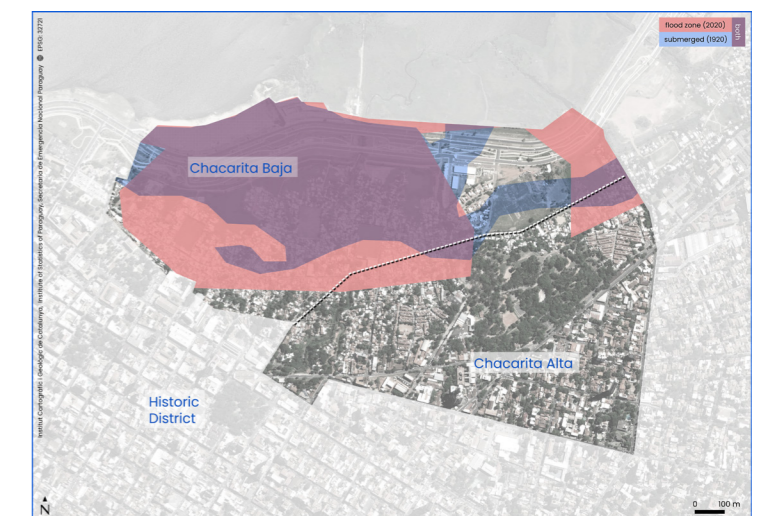 flood zone (2020)
submerged (1920)
both
Institut Cartogràfic i Geològic de Catalunya, Institute of Statistics of Paraguay, Secretaria de Emergencia Nacional Paraguay
EPSG: 32721
Chacarita Baja
Chacarita Alta
Historic
District
N
0 100 m